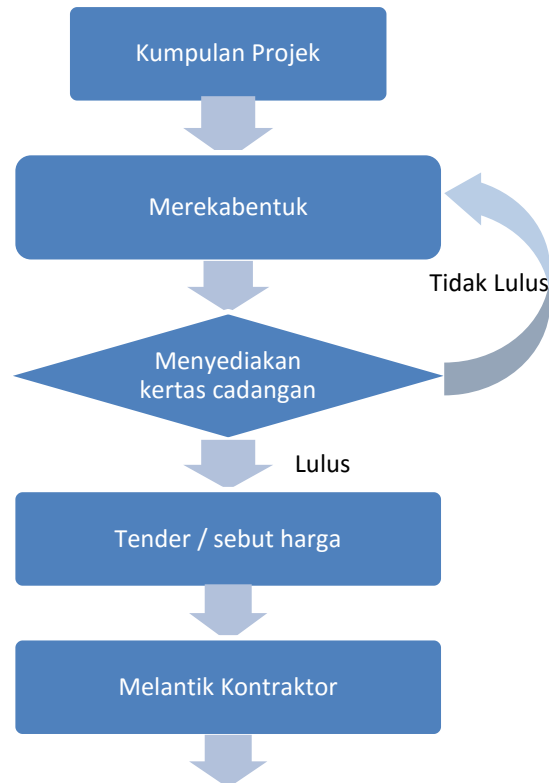 Kumpulan Projek
Merekabentuk
Tidak Lulus
Menyediakan
kertas cadangan
Lulus
Tender / sebut harga
Melantik Kontraktor